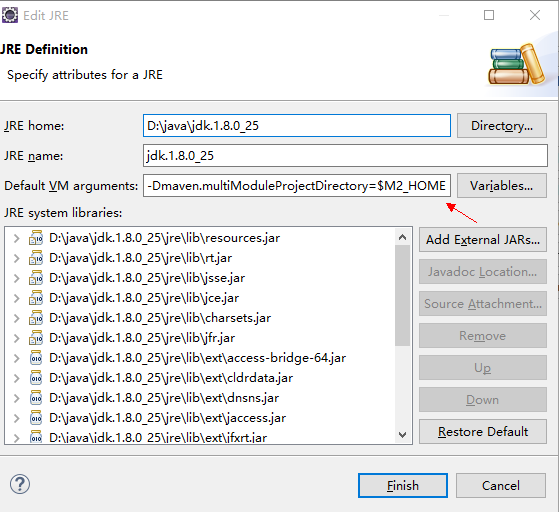 Edit JRE
JRE Definition
Specify attributes for a JRE
JRE home:
D:\java\jdk.1.8.0_25
Directory...
JRE name:
jdk.1.8.0_25
Default VM arguments:
-Dmaven.multiModuleProjectDirectory=$M2_HOME
Variables...
JRE system libraries:
D:\java\jdk.1.8.0_25\jre\lib\resources.jar
D:\java\jdk.1.8.0_25\jre\lib\rt.jar
D:\java\jdk.1.8.0_25\jre\lib\jsse.jar
D:\java\jdk.1.8.0_25\jre\lib\jce.jar
D:\java\jdk.1.8.0_25\jre\lib\charsets.jar
D:\java\jdk.1.8.0_25\jre\lib\jfr.jar
D:\java\jdk.1.8.0_25\jre\lib\ext\access-bridge-64.jar
D:\java\jdk.1.8.0_25\jre\lib\ext\cldrdata.jar
D:\java\jdk.1.8.0_25\jre\lib\ext\dnsns.jar
D:\java\jdk.1.8.0_25\jre\lib\ext\jaccess.jar
D:\java\jdk.1.8.0_25\jre\lib\ext\jfxrt.jar
Add External JARs...
Javadoc Location...
Source Attachment...
Remove
Up
Down
Restore Default
Finish
Cancel